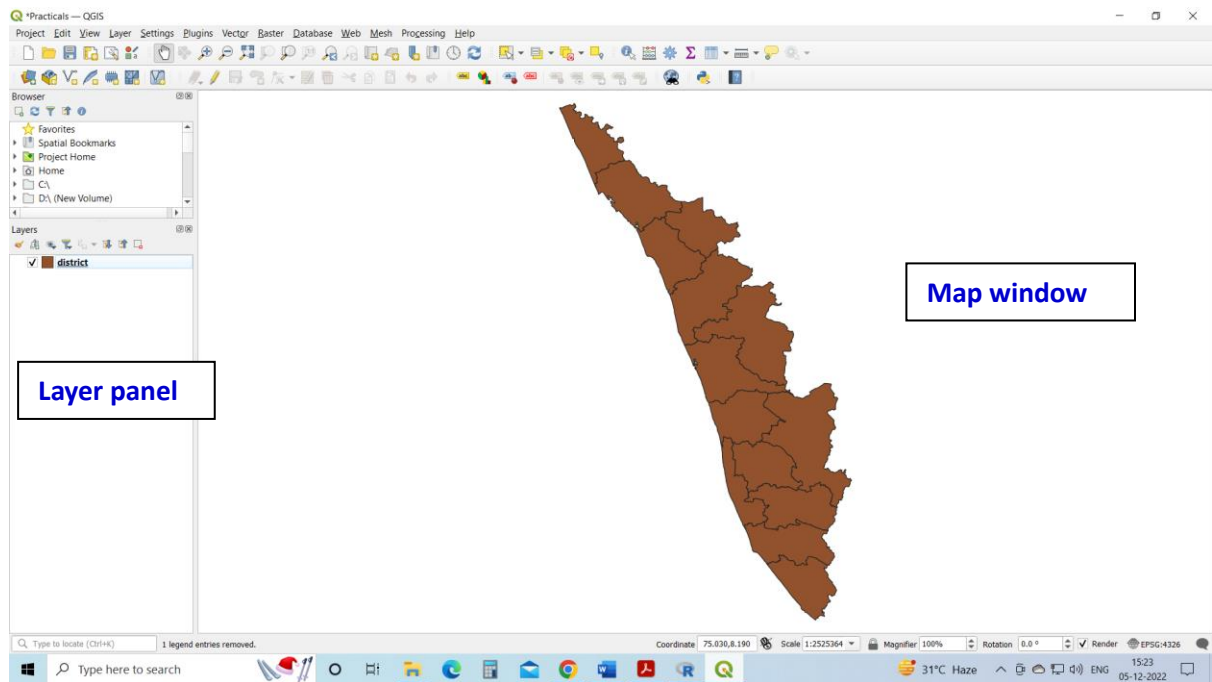 *Practicals — QGIS
Project Edit View Layer Settings Plugins Vector Raster Database Web Mesh Processing Help
Browser
Favorites
Spatial Bookmarks
Project Home
Home
C:\
D:\ (New Volume)
Layers
district
Map window
Layer panel
Type to locate (Ctrl+K) 1 legend entries removed. Coordinate 75.030,8.190 Scale 1:2525364 Magnifier 100% Rotation 0.0 ° Render EPSG:4326
Type here to search 31°C Haze ENG 15:23
05-12-2022